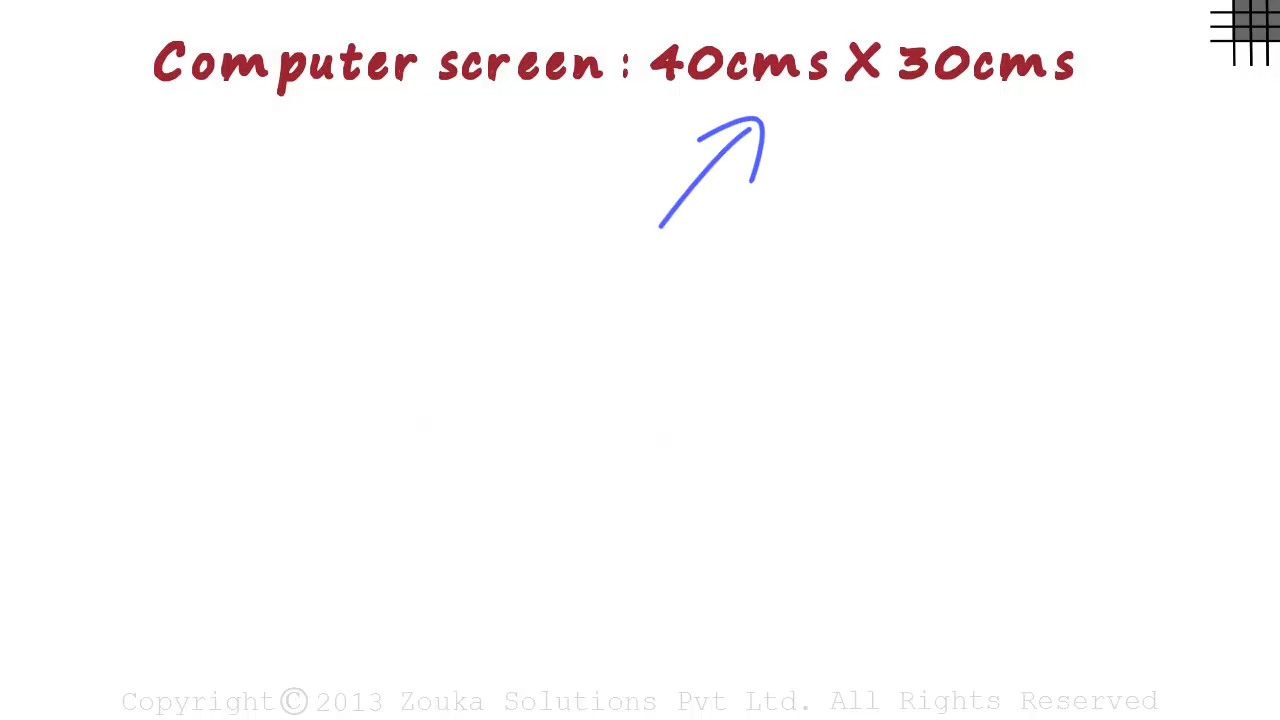 Computer screen : 40cms X 30cms
Copyright©2013 Zouka Solutions Pvt Ltd. All Rights Reserved